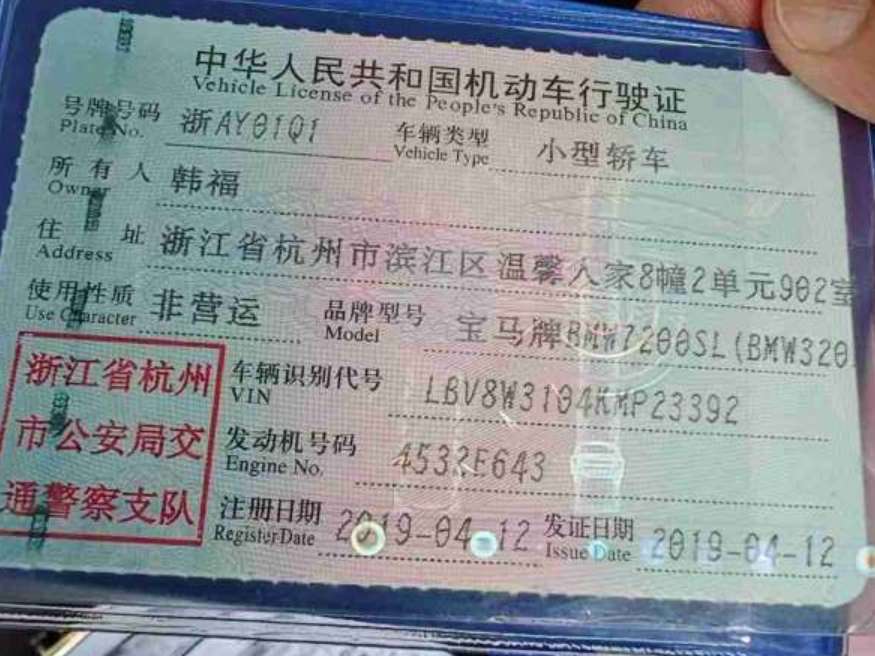 中华人民共和国机动车行驶证
Vehicle License of the People's Republic of China
号牌号码 浙AY01Q1 车辆类型 小型轿车
Plate No. Vehicle Type
所有人 韩福
Owner
住址 浙江省杭州市滨江区温馨人家8幢2单元902室
Address
使用性质 非营运 品牌型号 宝马牌BMW7200SL(BMW320
Use Character Model
浙江省杭州
市公安局交
通警察支队
车辆识别代号 LBV8W3104KMP23392
VIN
发动机号码
Engine No.
注册日期 2019-04-12 发证日期 2019-04-12
Register Date Issue Date